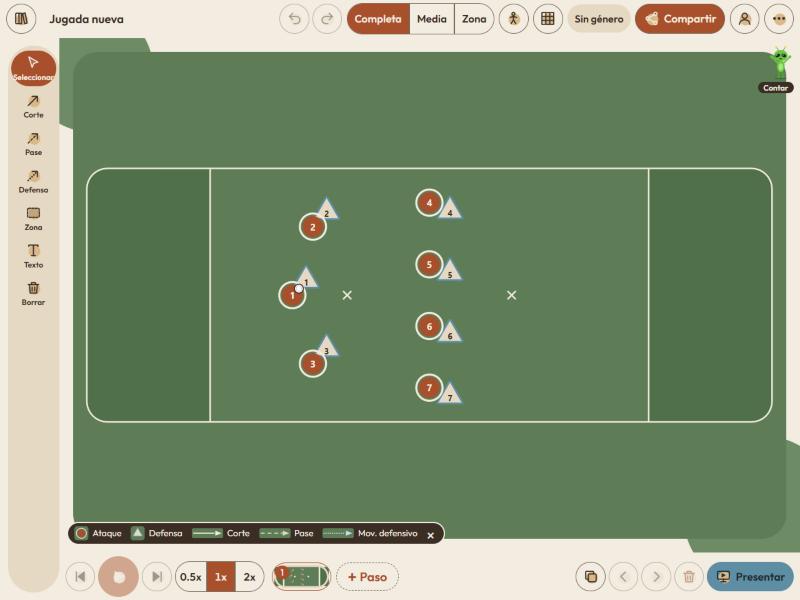 Jugada nueva
Completa
Media
Zona
Sin género
Compartir
Seleccionar
Corte
Pase
Defensa
Zona
Texto
Borrar
Contar
2
2
1
1
3
3
4
4
5
5
6
6
7
7
Ataque
Defensa
Corte
Pase
Mov. defensivo
×
0.5x
1x
2x
1
+ Paso
Presentar